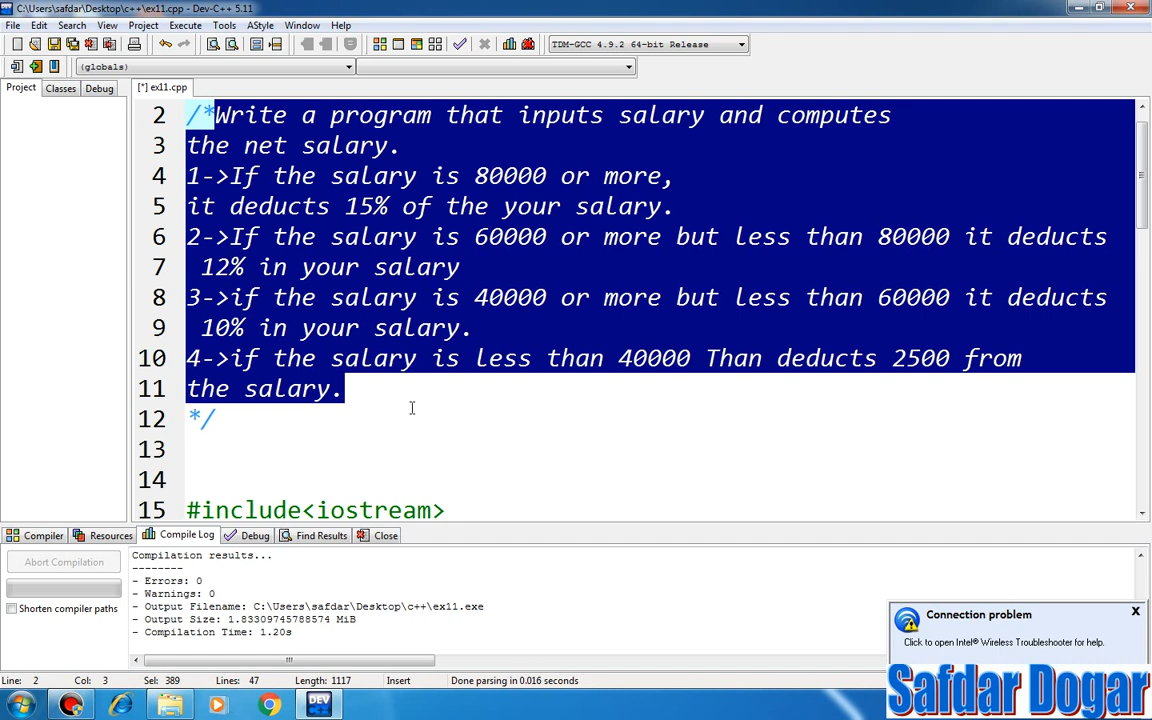 C:\Users\safdar\Desktop\c++\ex11.cpp - Dev-C++ 5.11
File Edit Search View Project Execute Tools AStyle Window Help
TDM-GCC 4.9.2 64-bit Release
(globals)
Project Classes Debug
[*] ex11.cpp
2 /*Write a program that inputs salary and computes
3 the net salary.
4 1->If the salary is 80000 or more,
5 it deducts 15% of the your salary.
6 2->If the salary is 60000 or more but less than 80000 it deducts
7 12% in your salary
8 3->if the salary is 40000 or more but less than 60000 it deducts
9 10% in your salary.
10 4->if the salary is less than 40000 Than deducts 2500 from
11 the salary.
12 */
13
14
15 #include<iostream>
Compiler Resources Compile Log Debug Find Results Close
Abort Compilation
Shorten compiler paths
Compilation results...
--------
- Errors: 0
- Warnings: 0
- Output Filename: C:\Users\safdar\Desktop\c++\ex11.exe
- Output Size: 1.83309745788574 MiB
- Compilation Time: 1.20s
Connection problem
Click to open Intel® Wireless Troubleshooter for help.
Line: 2 Col: 3 Sel: 389 Lines: 47 Length: 1117 Insert Done parsing in 0.016 seconds
DEV
Safdar Dogar